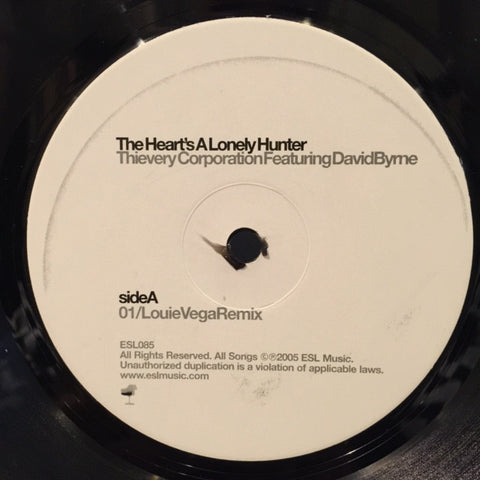 The Heart's A Lonely Hunter
Thievery Corporation Featuring David Byrne
sideA
01/LouieVegaRemix
ESL085
All Rights Reserved. All Songs ©℗2005 ESL Music.
Unauthorized duplication is a violation of applicable laws.
www.eslmusic.com